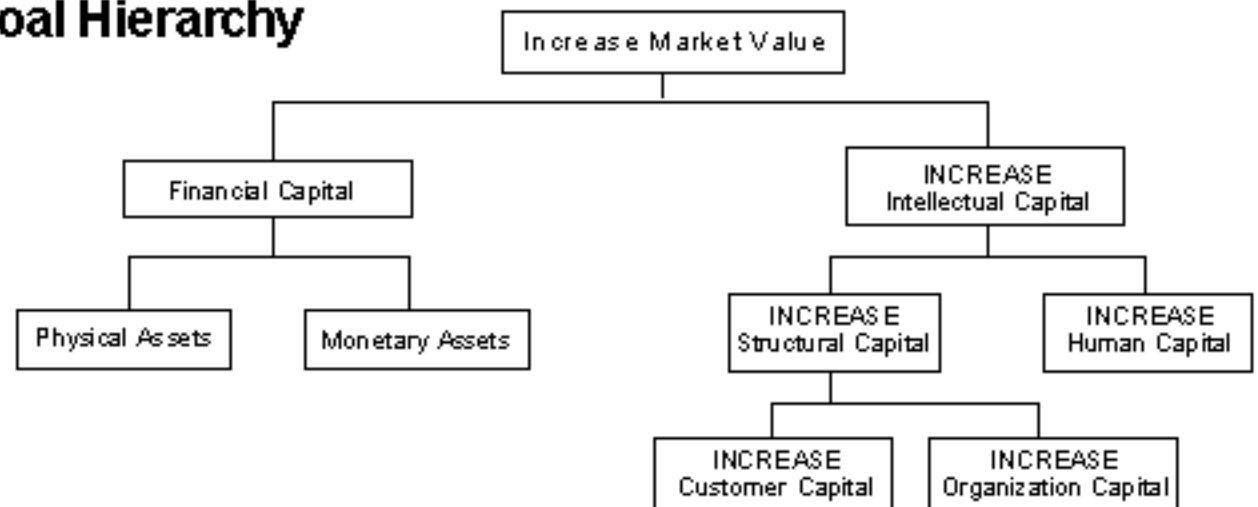 oal Hierarchy
Increase Market Value
Financial Capital
INCREASE
Intellectual Capital
Physical Assets
Monetary Assets
INCREASE
Structural Capital
INCREASE
Human Capital
INCREASE
Customer Capital
INCREASE
Organization Capital